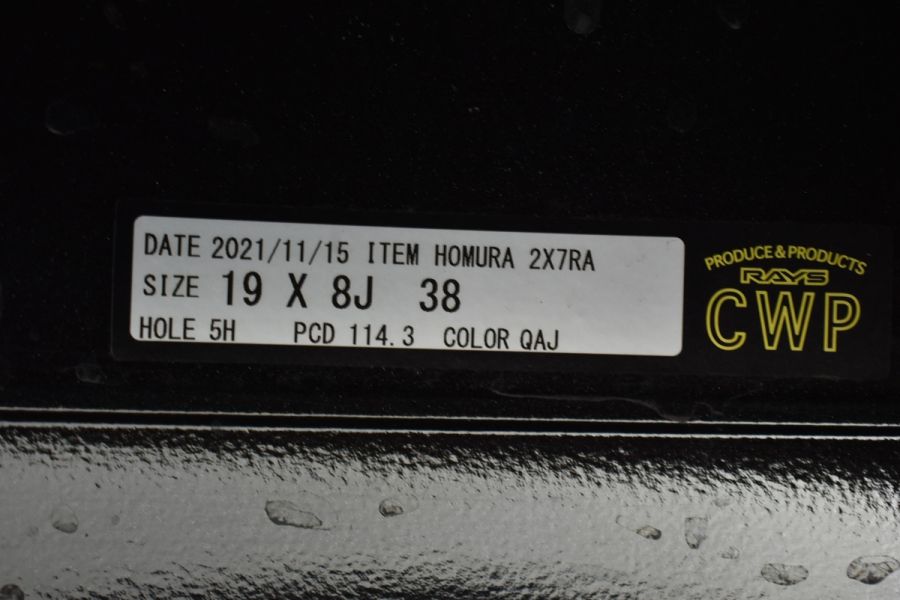 DATE 2021/11/15 ITEM HOMURA 2X7RA
SIZE 19 X 8J 38
HOLE 5H PCD 114.3 COLOR QAJ
PRODUCE & PRODUCTS
RAYS
CWP